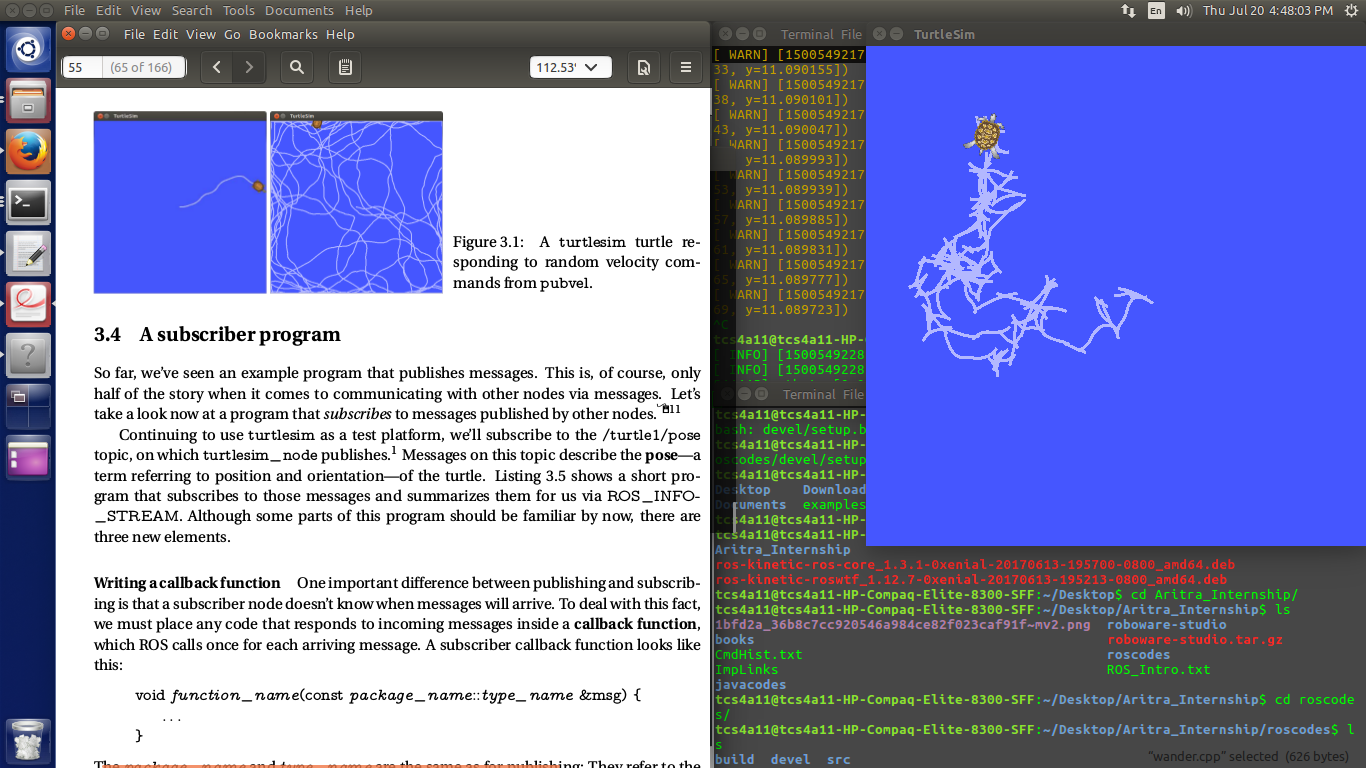 File Edit View Search Tools Documents Help
En
Thu Jul 20 4:48:03 PM
File Edit View Go Bookmarks Help
55 (65 of 166)
112.53'
TurtleSim
TurtleSim
Figure 3.1: A turtlesim turtle re-
sponding to random velocity com-
mands from pubvel.
3.4 A subscriber program
So far, we've seen an example program that publishes messages. This is, of course, only
half of the story when it comes to communicating with other nodes via messages. Let's
take a look now at a program that subscribes to messages published by other nodes.
Continuing to use turtlesim as a test platform, we'll subscribe to the /turtle1/pose
topic, on which turtlesim_node publishes.1 Messages on this topic describe the pose—a
term referring to position and orientation—of the turtle. Listing 3.5 shows a short pro-
gram that subscribes to those messages and summarizes them for us via ROS_INFO-
_STREAM. Although some parts of this program should be familiar by now, there are
three new elements.
Writing a callback function One important difference between publishing and subscrib-
ing is that a subscriber node doesn't know when messages will arrive. To deal with this fact,
we must place any code that responds to incoming messages inside a callback function,
which ROS calls once for each arriving message. A subscriber callback function looks like
this:
void function_name(const package_name::type_name &msg) {
...
}
The package_name and type_name are the same as for publishing: They refer to the
Terminal File
[ WARN] [1500549217
33, y=11.090155])
[ WARN] [1500549217
38, y=11.090101])
[ WARN] [1500549217
43, y=11.090047])
[ WARN] [1500549217
y=11.089993])
[ WARN] [1500549217
53, y=11.089939])
[ WARN] [1500549217
57, y=11.089885])
[ WARN] [1500549217
61, y=11.089831])
[ WARN] [1500549217
65, y=11.089777])
[ WARN] [1500549217
69, y=11.089723])
^C
tcs4a11@tcs4a11-HP-
[ INFO] [1500549228
[ INFO] [1500549228
TurtleSim
Terminal File
tcs4a11@tcs4a11-HP-
bash: devel/setup.b
tcs4a11@tcs4a11-HP-
oscodes/devel/setup
tcs4a11@tcs4a11-HP-
Desktop Download
Documents examples
tcs4a11@tcs4a11-HP-
tcs4a11@tcs4a11-HP-
Aritra_Internship
ros-kinetic-ros-core_1.3.1-0xenial-20170613-195700-0800_amd64.deb
ros-kinetic-roswtf_1.12.7-0xenial-20170613-195213-0800_amd64.deb
tcs4a11@tcs4a11-HP-Compaq-Elite-8300-SFF:~/Desktop$ cd Aritra_Internship/
tcs4a11@tcs4a11-HP-Compaq-Elite-8300-SFF:~/Desktop/Aritra_Internship$ ls
1bfd2a_36b8c7cc920546a984ce82f023caf91f~mv2.png roboware-studio
books roboware-studio.tar.gz
CmdHist.txt roscodes
ImpLinks ROS_Intro.txt
javacodes
tcs4a11@tcs4a11-HP-Compaq-Elite-8300-SFF:~/Desktop/Aritra_Internship$ cd roscode
s/
tcs4a11@tcs4a11-HP-Compaq-Elite-8300-SFF:~/Desktop/Aritra_Internship/roscodes$ l
s
build devel src
"wander.cpp" selected (626 bytes)